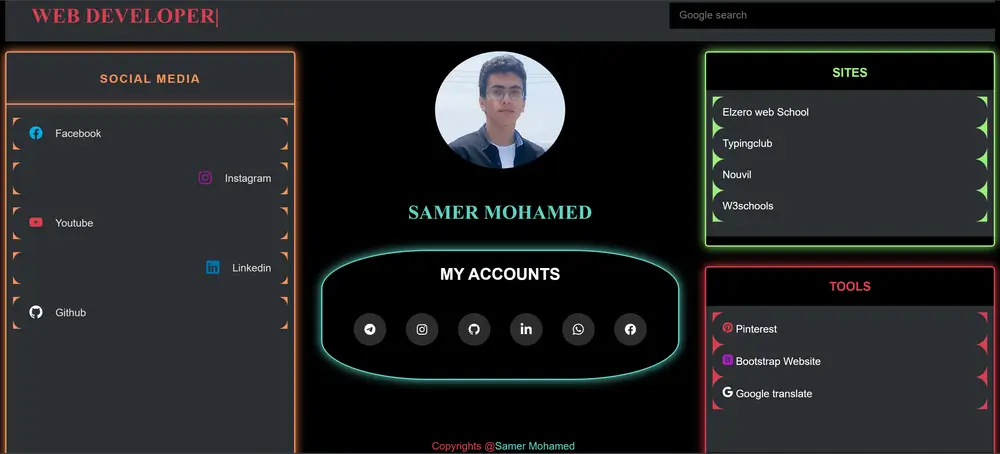 WEB DEVELOPER|
Google search
SOCIAL MEDIA
Facebook
Instagram
Youtube
Linkedin
Github
SAMER MOHAMED
MY ACCOUNTS
Copyrights @Samer Mohamed
SITES
Elzero web School
Typingclub
Nouvil
W3schools
TOOLS
Pinterest
Bootstrap Website
Google translate